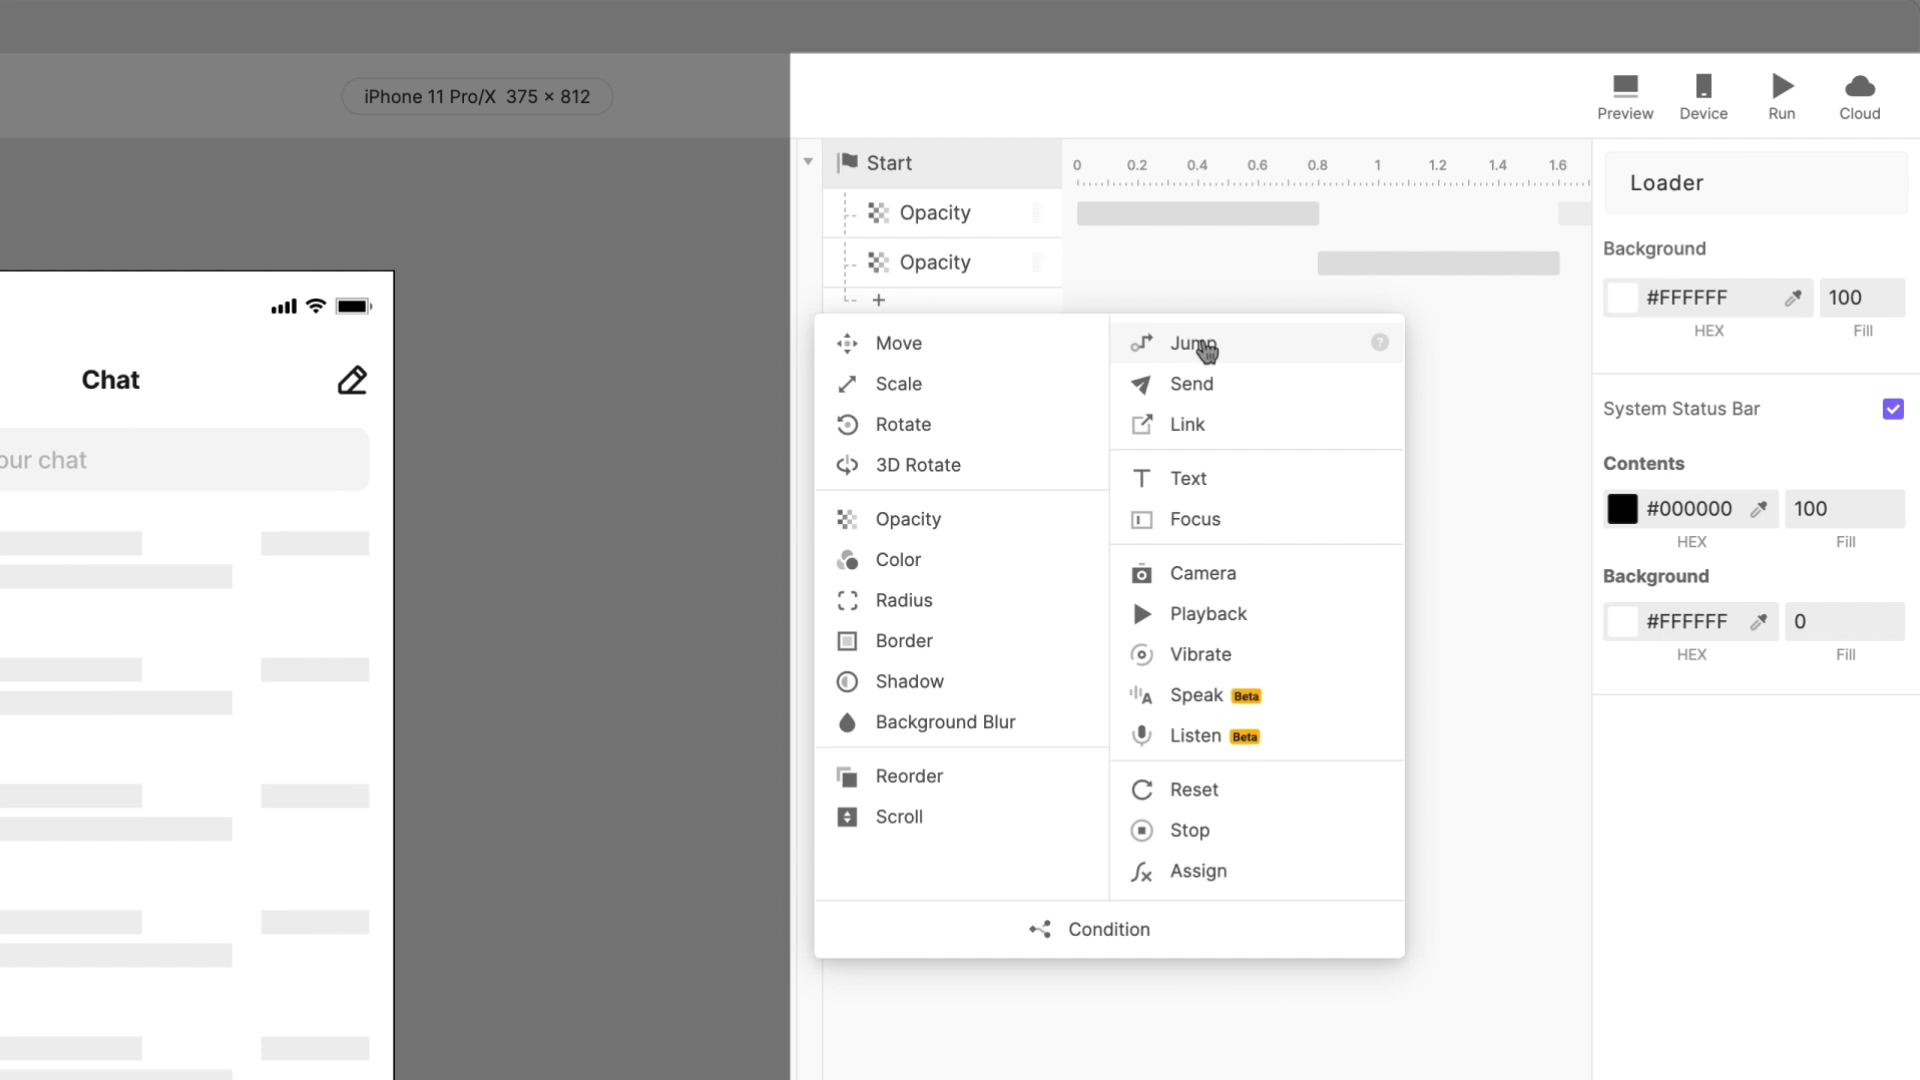 iPhone 11 Pro/X 375 × 812
Preview
Device
Run
Cloud
Start
0 0.2 0.4 0.6 0.8 1 1.2 1.4 1.6
Opacity
Opacity
+
Loader
Background
#FFFFFF 100
HEX Fill
System Status Bar
Contents
#000000 100
HEX Fill
Background
#FFFFFF 0
HEX Fill
Move
Scale
Rotate
3D Rotate
Opacity
Color
Radius
Border
Shadow
Background Blur
Reorder
Scroll
Jump ?
Send
Link
Text
Focus
Camera
Playback
Vibrate
Speak Beta
Listen Beta
Reset
Stop
Assign
Condition
Chat
our chat